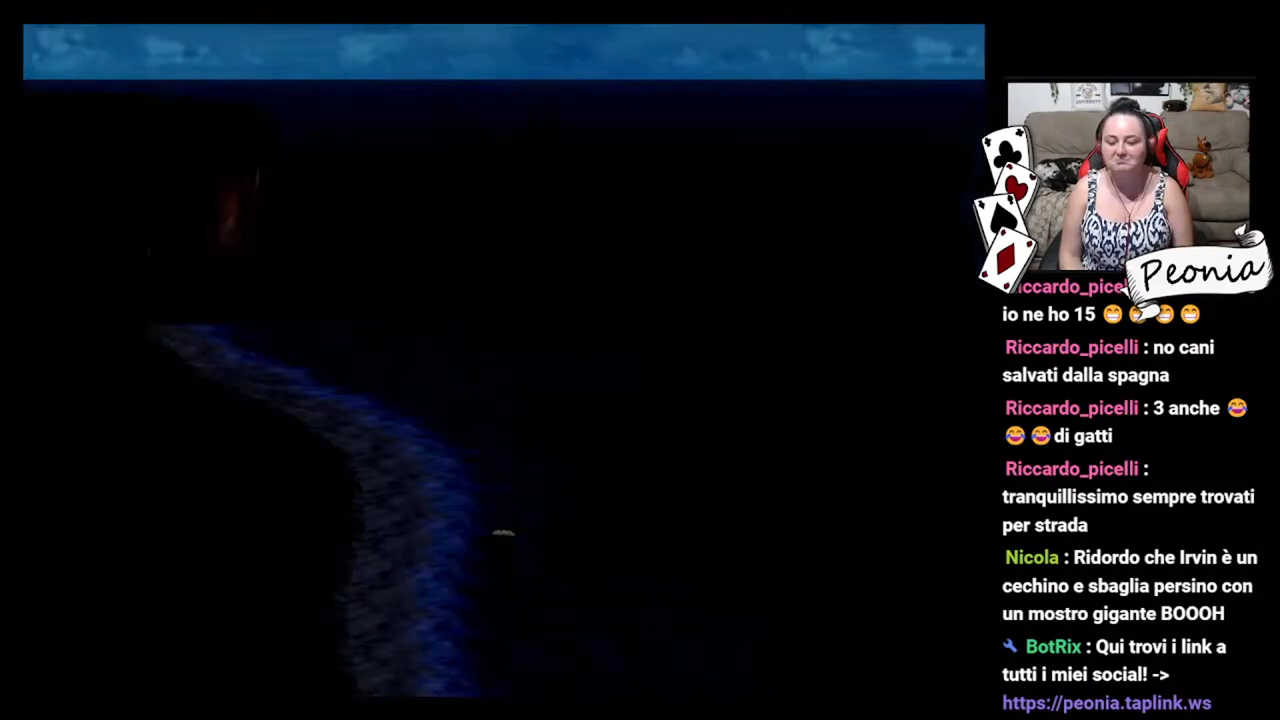 UNIVERSITY
Peonia
io ne ho 15 😁 😁 😁 😁
Riccardo_picelli : no cani
salvati dalla spagna
Riccardo_picelli : 3 anche 😂
😂 😂 di gatti
Riccardo_picelli :
tranquillissimo sempre trovati
per strada
Nicola : Ridordo che Irvin è un
cechino e sbaglia persino con
un mostro gigante BOOOH
BotRix : Qui trovi i link a
tutti i miei social! ->
https://peonia.taplink.ws